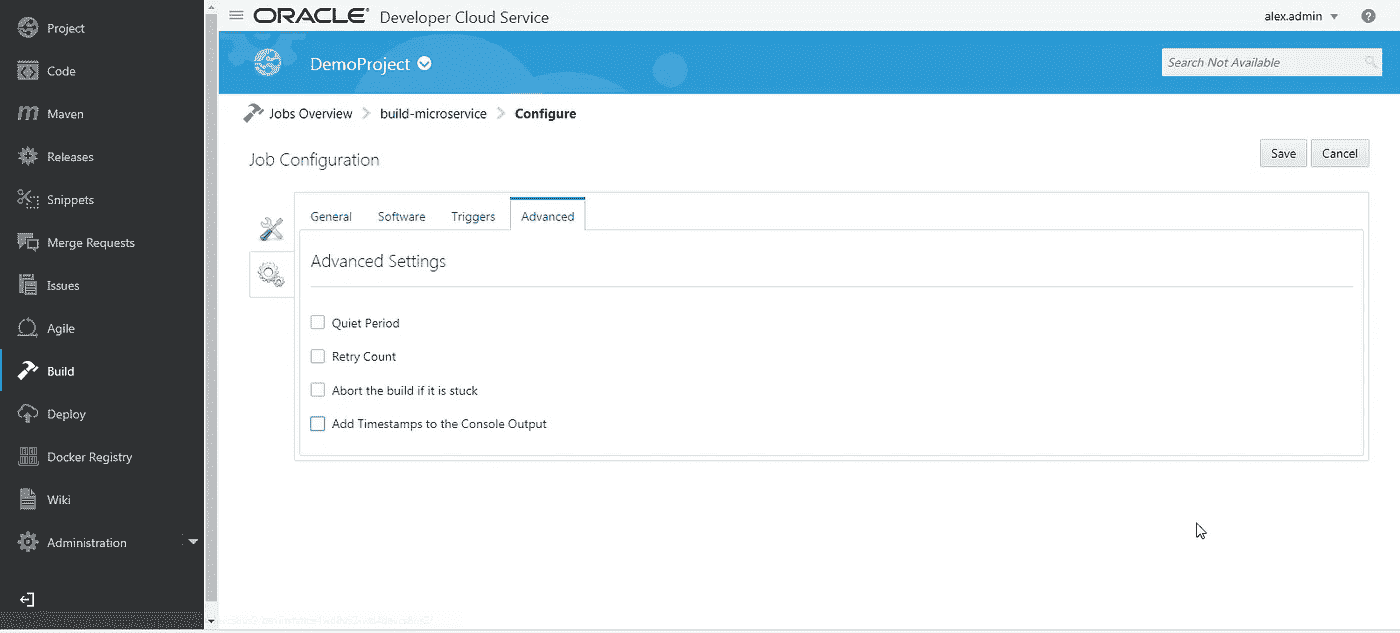 ORACLE® Developer Cloud Service
alex.admin
?
DemoProject
Search Not Available
Project
Code
Maven
Releases
Snippets
Merge Requests
Issues
Agile
Build
Deploy
Docker Registry
Wiki
Administration
Jobs Overview > build-microservice > Configure
Job Configuration
Save Cancel
General Software Triggers Advanced
Advanced Settings
Quiet Period
Retry Count
Abort the build if it is stuck
Add Timestamps to the Console Output